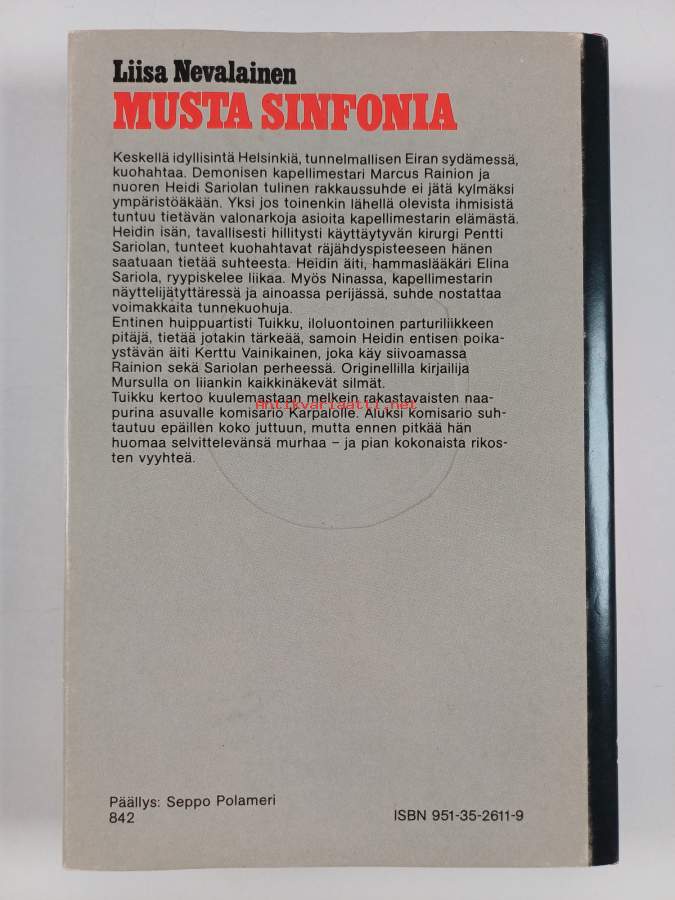 Liisa Nevalainen
MUSTA SINFONIA
Keskellä idyllisintä Helsinkiä, tunnelmallisen Eiran sydämessä,
kuohahtaa. Demonisen kapellimestari Marcus Rainion ja
nuoren Heidi Sariolan tulinen rakkaussuhde ei jätä kylmäksi
ympäristöäkään. Yksi jos toinenkin lähellä olevista ihmisistä
tuntuu tietävän valonarkoja asioita kapellimestarin elämästä.
Heidin isän, tavallisesti hillitysti käyttäytyvän kirurgi Pentti
Sariolan, tunteet kuohahtavat räjähdyspisteeseen hänen
saatuaan tietää suhteesta. Heidin äiti, hammaslääkäri Elina
Sariola, ryypiskelee liikaa. Myös Ninassa, kapellimestarin
näyttelijätyttäressä ja ainoassa perijässä, suhde nostattaa
voimakkaita tunnekuohuja.
Entinen huippuartisti Tuikku, iloluontoinen parturiliikkeen
pitäjä, tietää jotakin tärkeää, samoin Heidin entisen poika-
ystävän äiti Kerttu Vainikainen, joka käy siivoamassa
Rainion sekä Sariolan perheessä. Originellilla kirjailija
Mursulla on liiankin kaikkinäkevät silmät.
Tuikku kertoo kuulemastaan melkein rakastavaisten naa-
purina asuvalle komisario Karpalolle. Aluksi komisario suh-
tautuu epäillen koko juttuun, mutta ennen pitkää hän
huomaa selvittelevänsä murhaa – ja pian kokonaista rikos-
ten vyyhteä.
Antikvariaatti.net
Päällys: Seppo Polameri
842
ISBN 951-35-2611-9